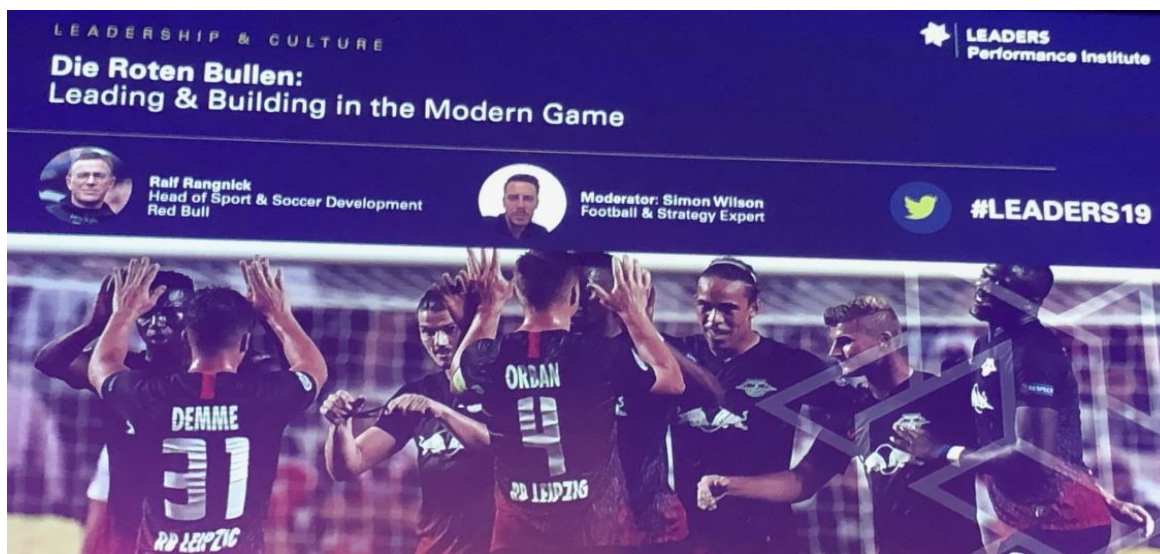 LEADERSHIP & CULTURE
LEADERS
Performance Institute
Die Roten Bullen:
Leading & Building in the Modern Game
Ralf Rangnick
Head of Sport & Soccer Development
Red Bull
Moderator: Simon Wilson
Football & Strategy Expert
#LEADERS19
DEMME
31
RB LEIPZIG
ORBAN
4
RB LEIPZIG
RESPECT